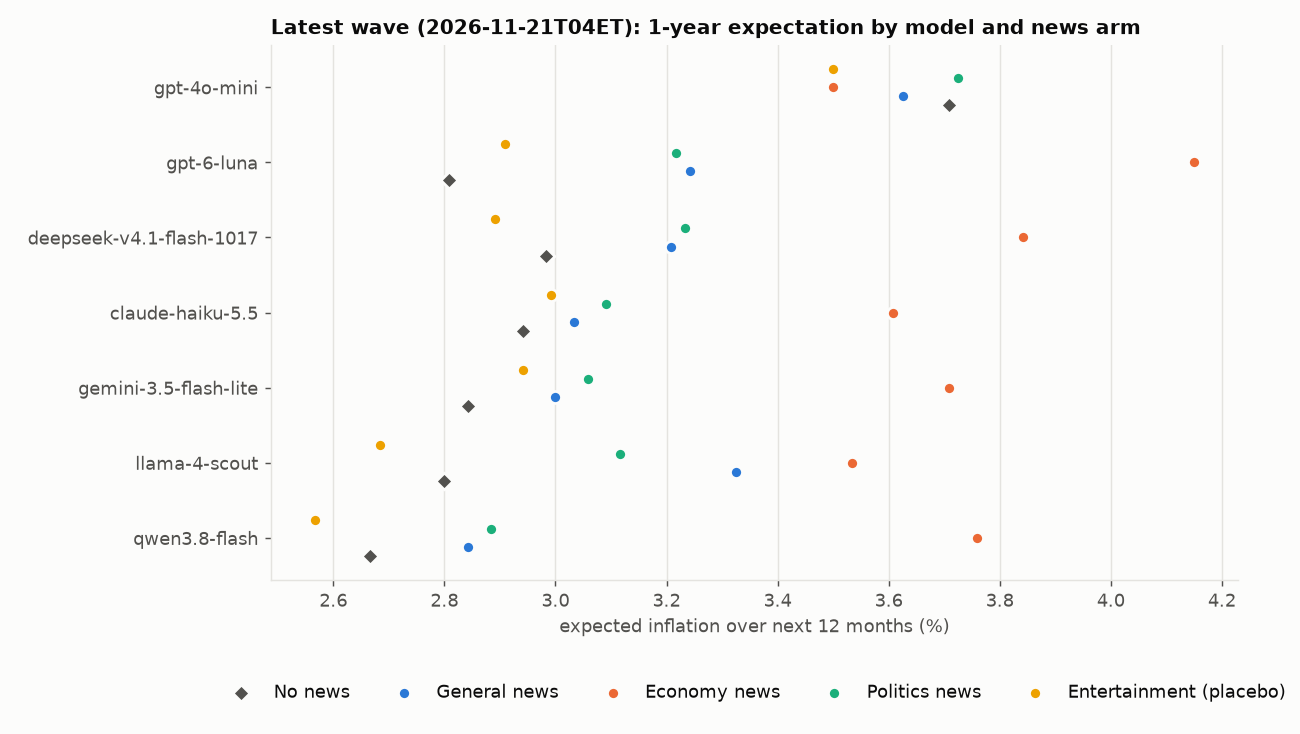 Latest wave (2026-11-21T04ET): 1-year expectation by model and news arm
gpt-4o-mini
gpt-6-luna
deepseek-v4.1-flash-1017
claude-haiku-5.5
gemini-3.5-flash-lite
llama-4-scout
qwen3.8-flash
2.6 2.8 3.0 3.2 3.4 3.6 3.8 4.0 4.2
expected inflation over next 12 months (%)
No news General news Economy news Politics news Entertainment (placebo)